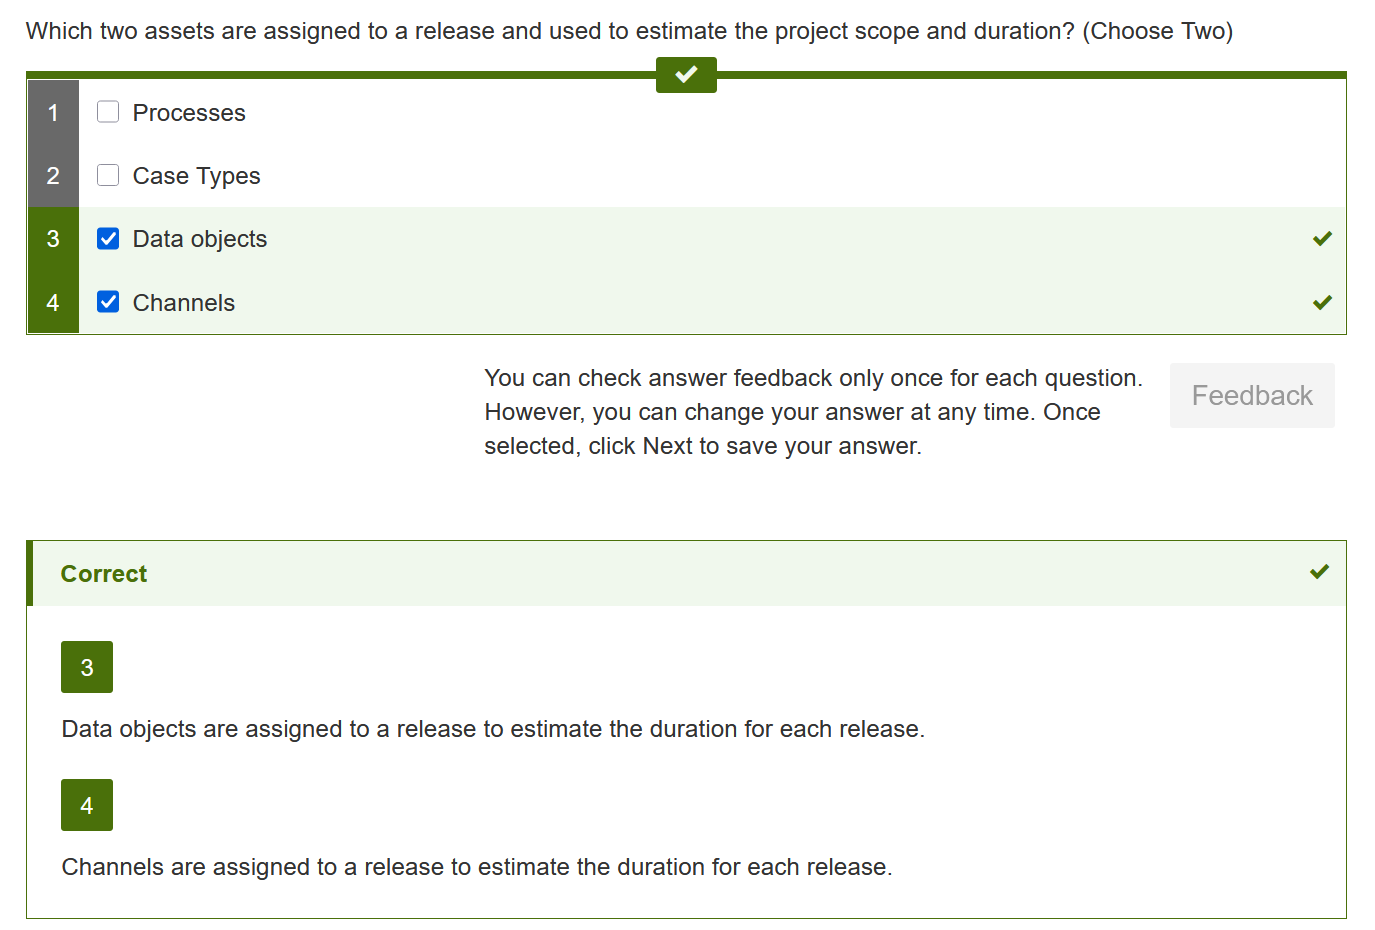 Which two assets are assigned to a release and used to estimate the project scope and duration? (Choose Two)
1 Processes
2 Case Types
3 Data objects
4 Channels
You can check answer feedback only once for each question.
However, you can change your answer at any time. Once
selected, click Next to save your answer.
Feedback
Correct
3
Data objects are assigned to a release to estimate the duration for each release.
4
Channels are assigned to a release to estimate the duration for each release.